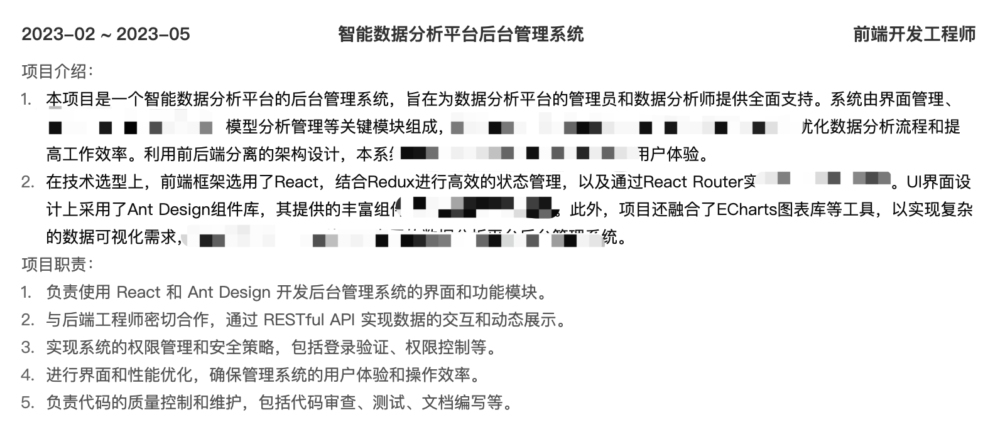 2023-02 ~ 2023-05 智能数据分析平台后台管理系统 前端开发工程师
项目介绍：
1. 本项目是一个智能数据分析平台的后台管理系统，旨在为数据分析平台的管理员和数据分析师提供全面支持。系统由界面管理、
模型分析管理等关键模块组成， 优化数据分析流程和提
高工作效率。利用前后端分离的架构设计，本系统 用户体验。
2. 在技术选型上，前端框架选用了React，结合Redux进行高效的状态管理，以及通过React Router实 。UI界面设
计上采用了Ant Design组件库，其提供的丰富组件 。此外，项目还融合了ECharts图表库等工具，以实现复杂
的数据可视化需求， 数据分析平台后台管理系统。
项目职责：
1. 负责使用 React 和 Ant Design 开发后台管理系统的界面和功能模块。
2. 与后端工程师密切合作，通过 RESTful API 实现数据的交互和动态展示。
3. 实现系统的权限管理和安全策略，包括登录验证、权限控制等。
4. 进行界面和性能优化，确保管理系统的用户体验和操作效率。
5. 负责代码的质量控制和维护，包括代码审查、测试、文档编写等。